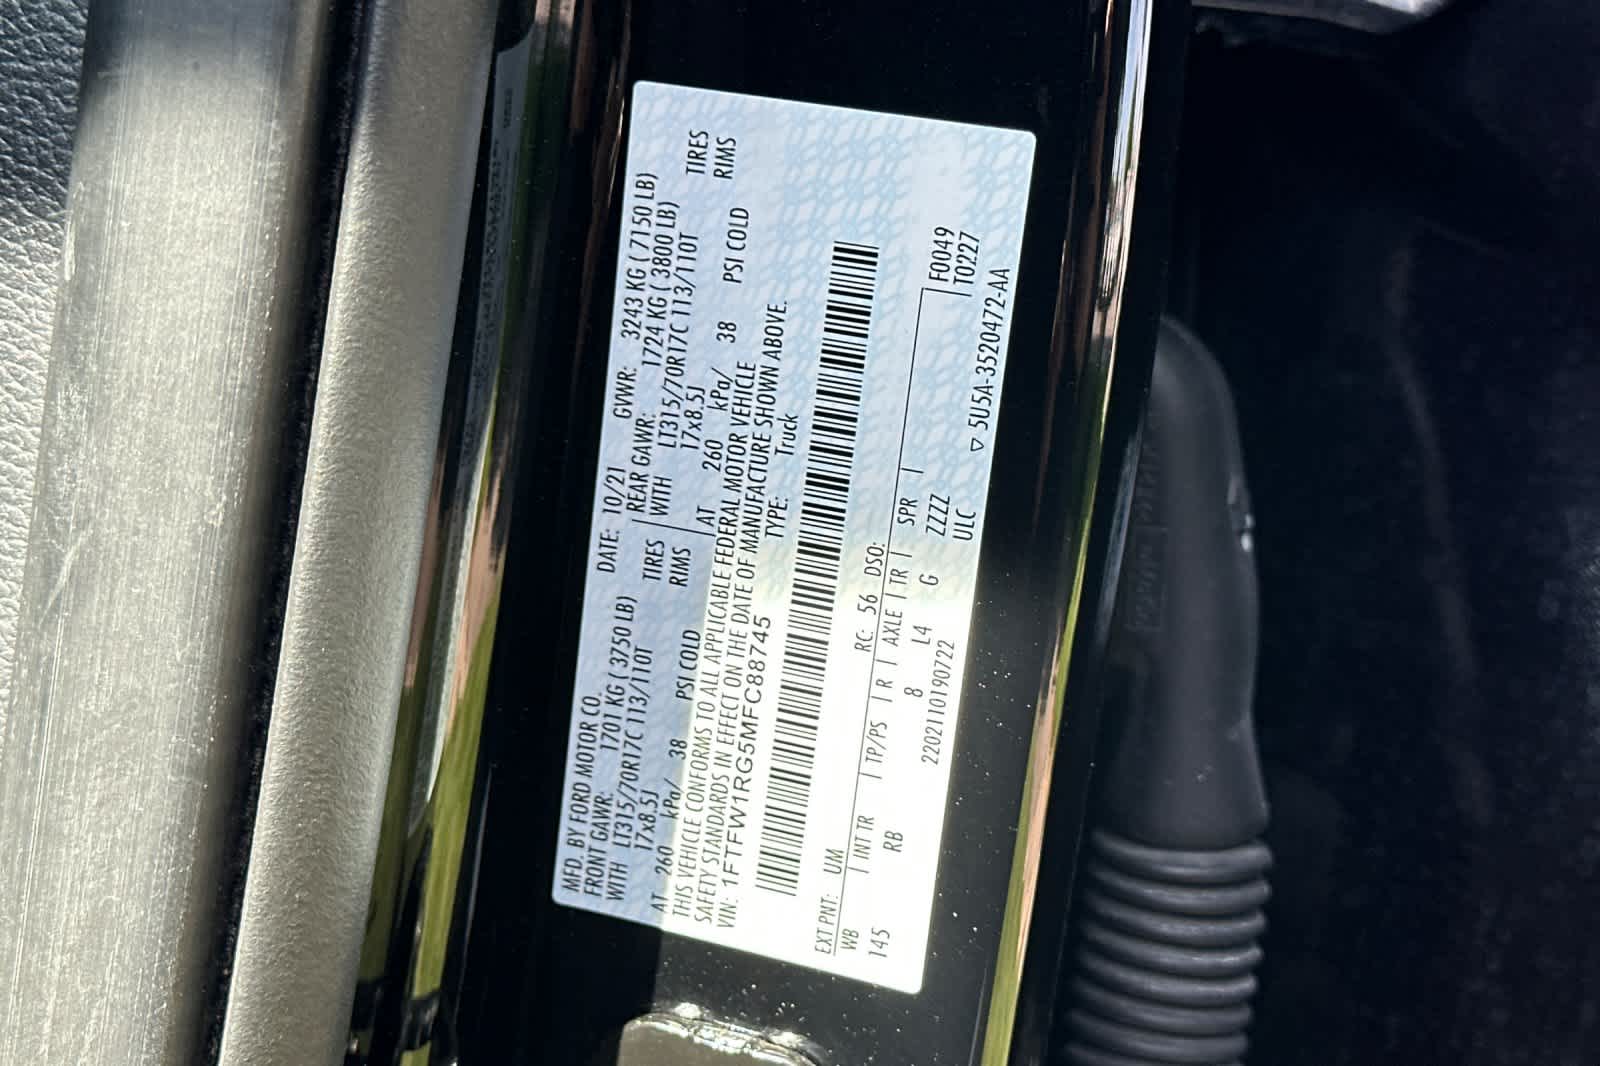 MFD. BY FORD MOTOR CO.
DATE: 10/21 GVWR: 3243 KG ( 7150 LB)
FRONT GAWR: 1701 KG ( 3750 LB) REAR GAWR: 1724 KG ( 3800 LB)
WITH LT315/70R17C 113/110T TIRES WITH LT315/70R17C 113/110T TIRES
17x8.5J RIMS 17x8.5J RIMS
AT 260 kPa/ 38 PSI COLD AT 260 kPa/ 38 PSI COLD
THIS VEHICLE CONFORMS TO ALL APPLICABLE FEDERAL MOTOR VEHICLE
SAFETY STANDARDS IN EFFECT ON THE DATE OF MANUFACTURE SHOWN ABOVE.
VIN: 1FTFW1RG5MFC88745 TYPE: Truck
EXT PNT: UM RC: 56 DSO: F0049
WB INT TR TP/PS R AXLE TR SPR T0227
145 RB 8 L4 G ZZZZ
220211019072​2 ULC
▽ 5U5A-3520472-AA